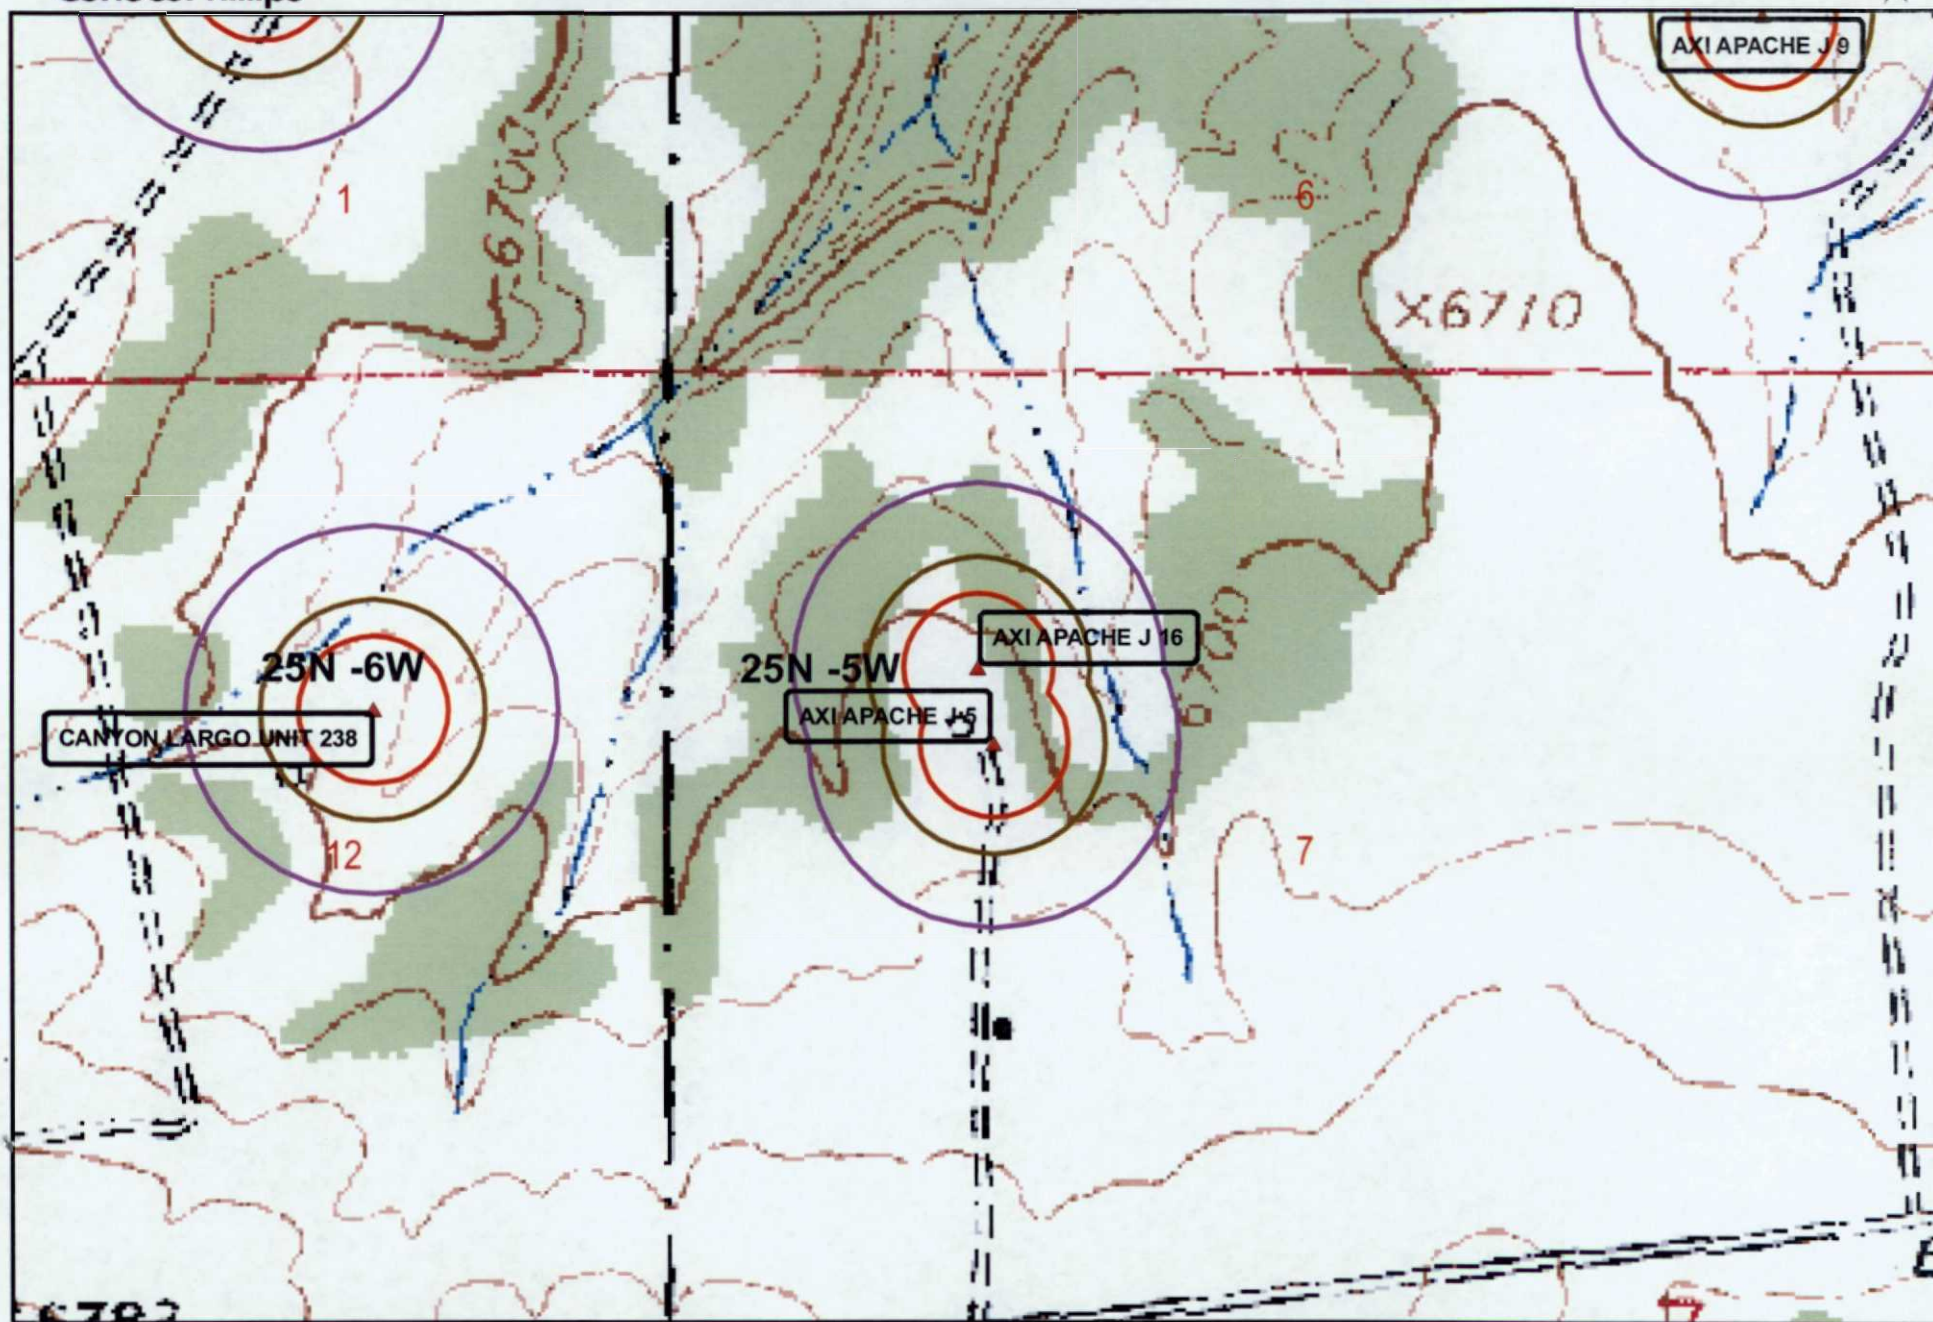 AXI APACHE J 9
1
6700
6
X6710
AXI APACHE J 16
25N -6W
25N -5W
6700
AXI APACHE J 5
CANYON LARGO UNIT 238
12
7